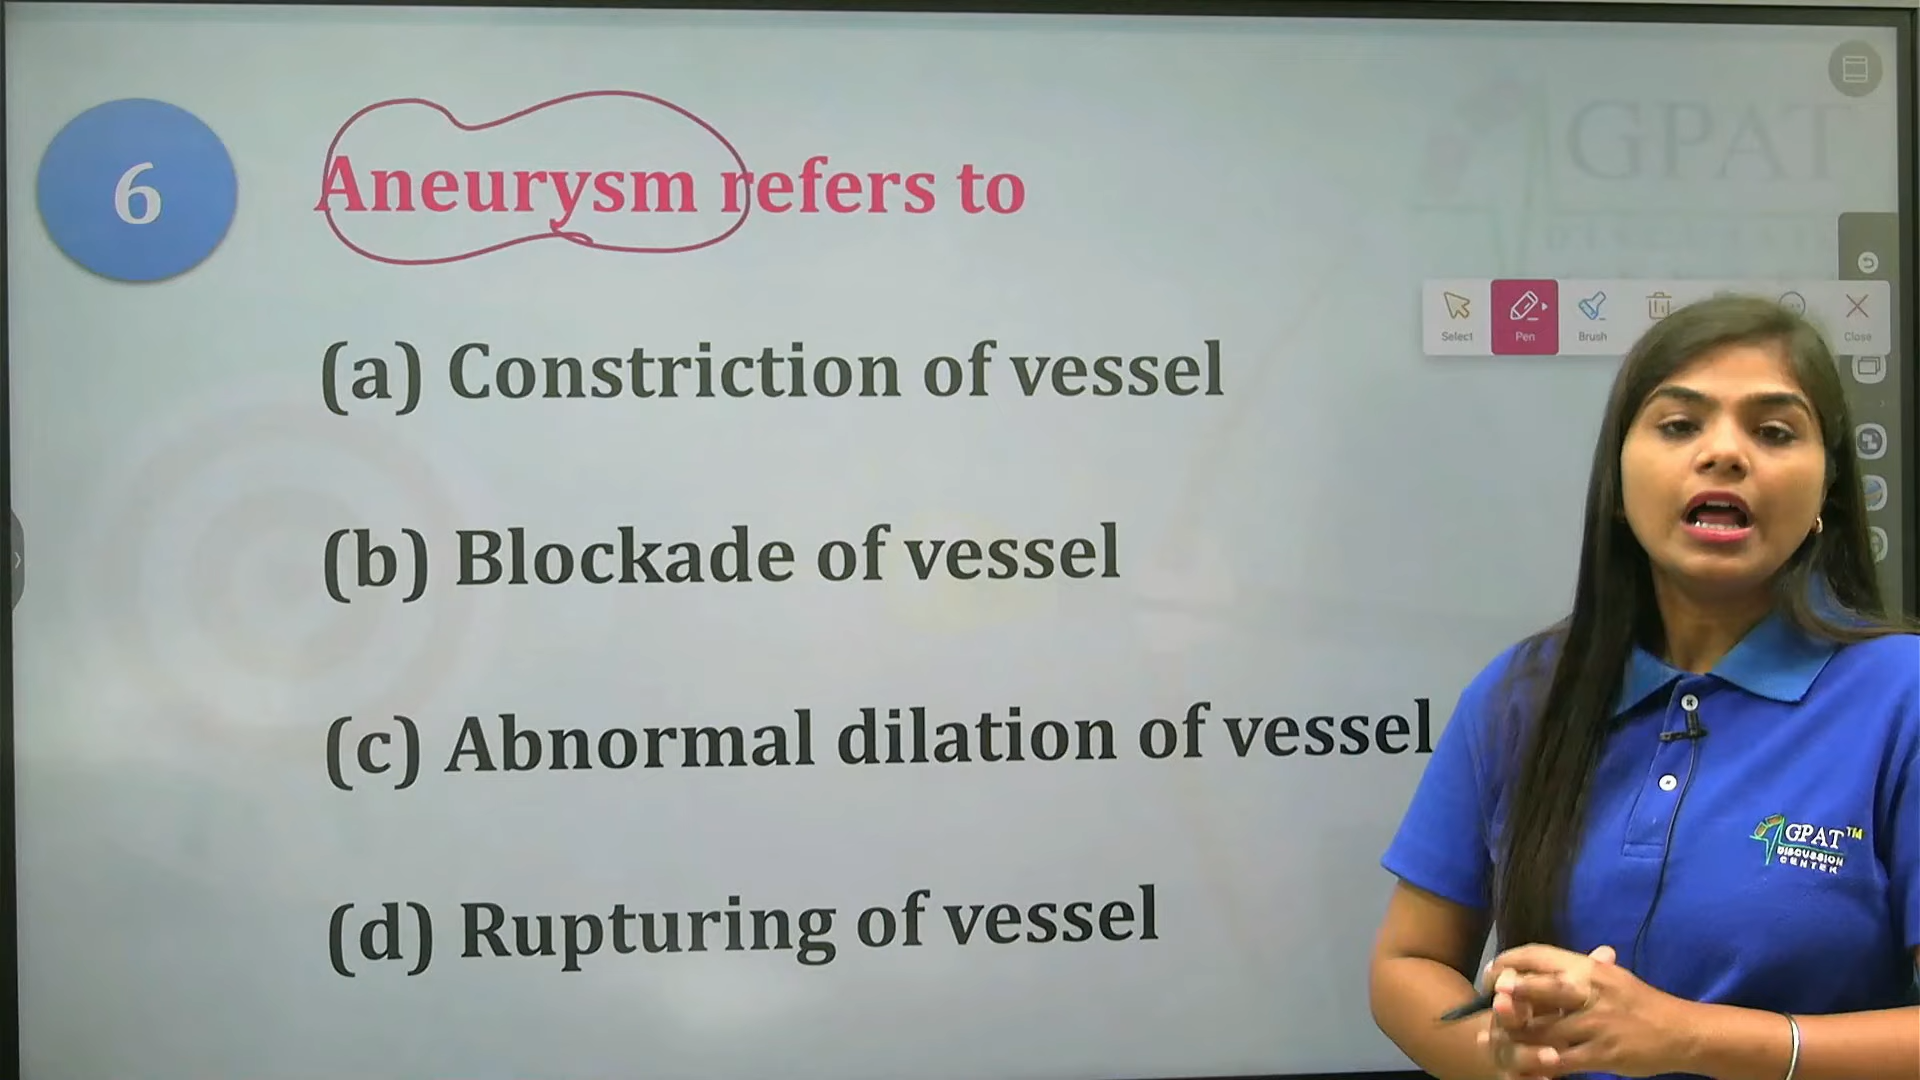 6
Aneurysm refers to
(a) Constriction of vessel
(b) Blockade of vessel
(c) Abnormal dilation of vessel
(d) Rupturing of vessel
GPAT
Select
Pen
Brush
Close
GPAT™
DISCUSSION
CENTER